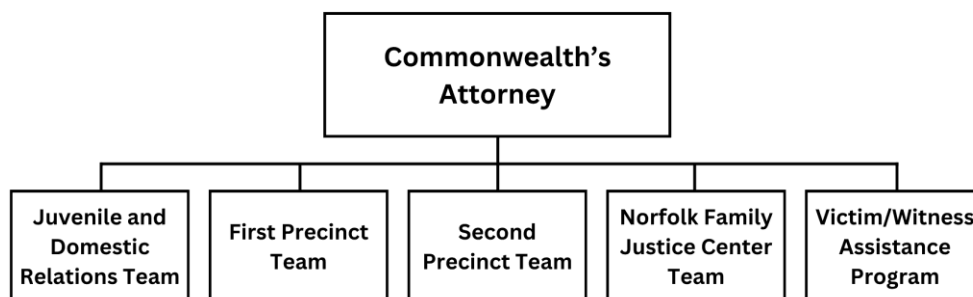 Commonwealth’s
Attorney
Juvenile and
Domestic
Relations Team
First Precinct
Team
Second
Precinct Team
Norfolk Family
Justice Center
Team
Victim/Witness
Assistance
Program